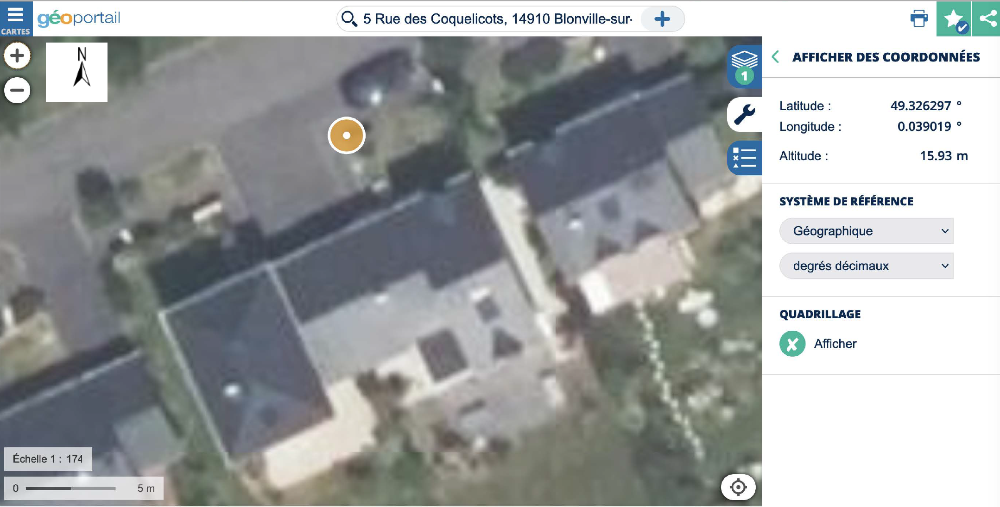 CARTES
géoportail
5 Rue des Coquelicots, 14910 Blonville-sur-
N
1
AFFICHER DES COORDONNÉES
Latitude : 49.326297 °
Longitude : 0.039019 °
Altitude : 15.93 m
SYSTÈME DE RÉFÉRENCE
Géographique
degrés décimaux
QUADRILLAGE
Afficher
Échelle 1 : 174
0 5 m